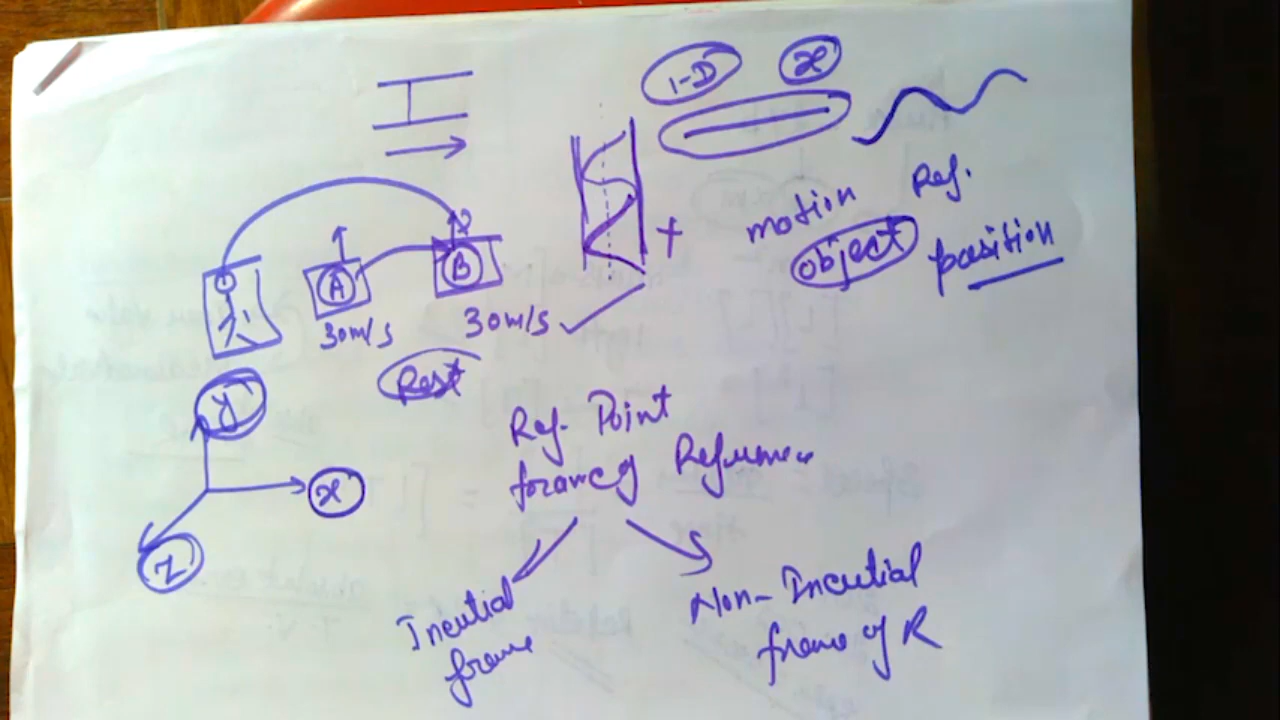 1-D x
motion Ref.
object position
A B
30m/s 30m/s
Rest
y
x
z
Ref. Point
frame of Reference
Inertial
frame
Non-Inertial
frame of R